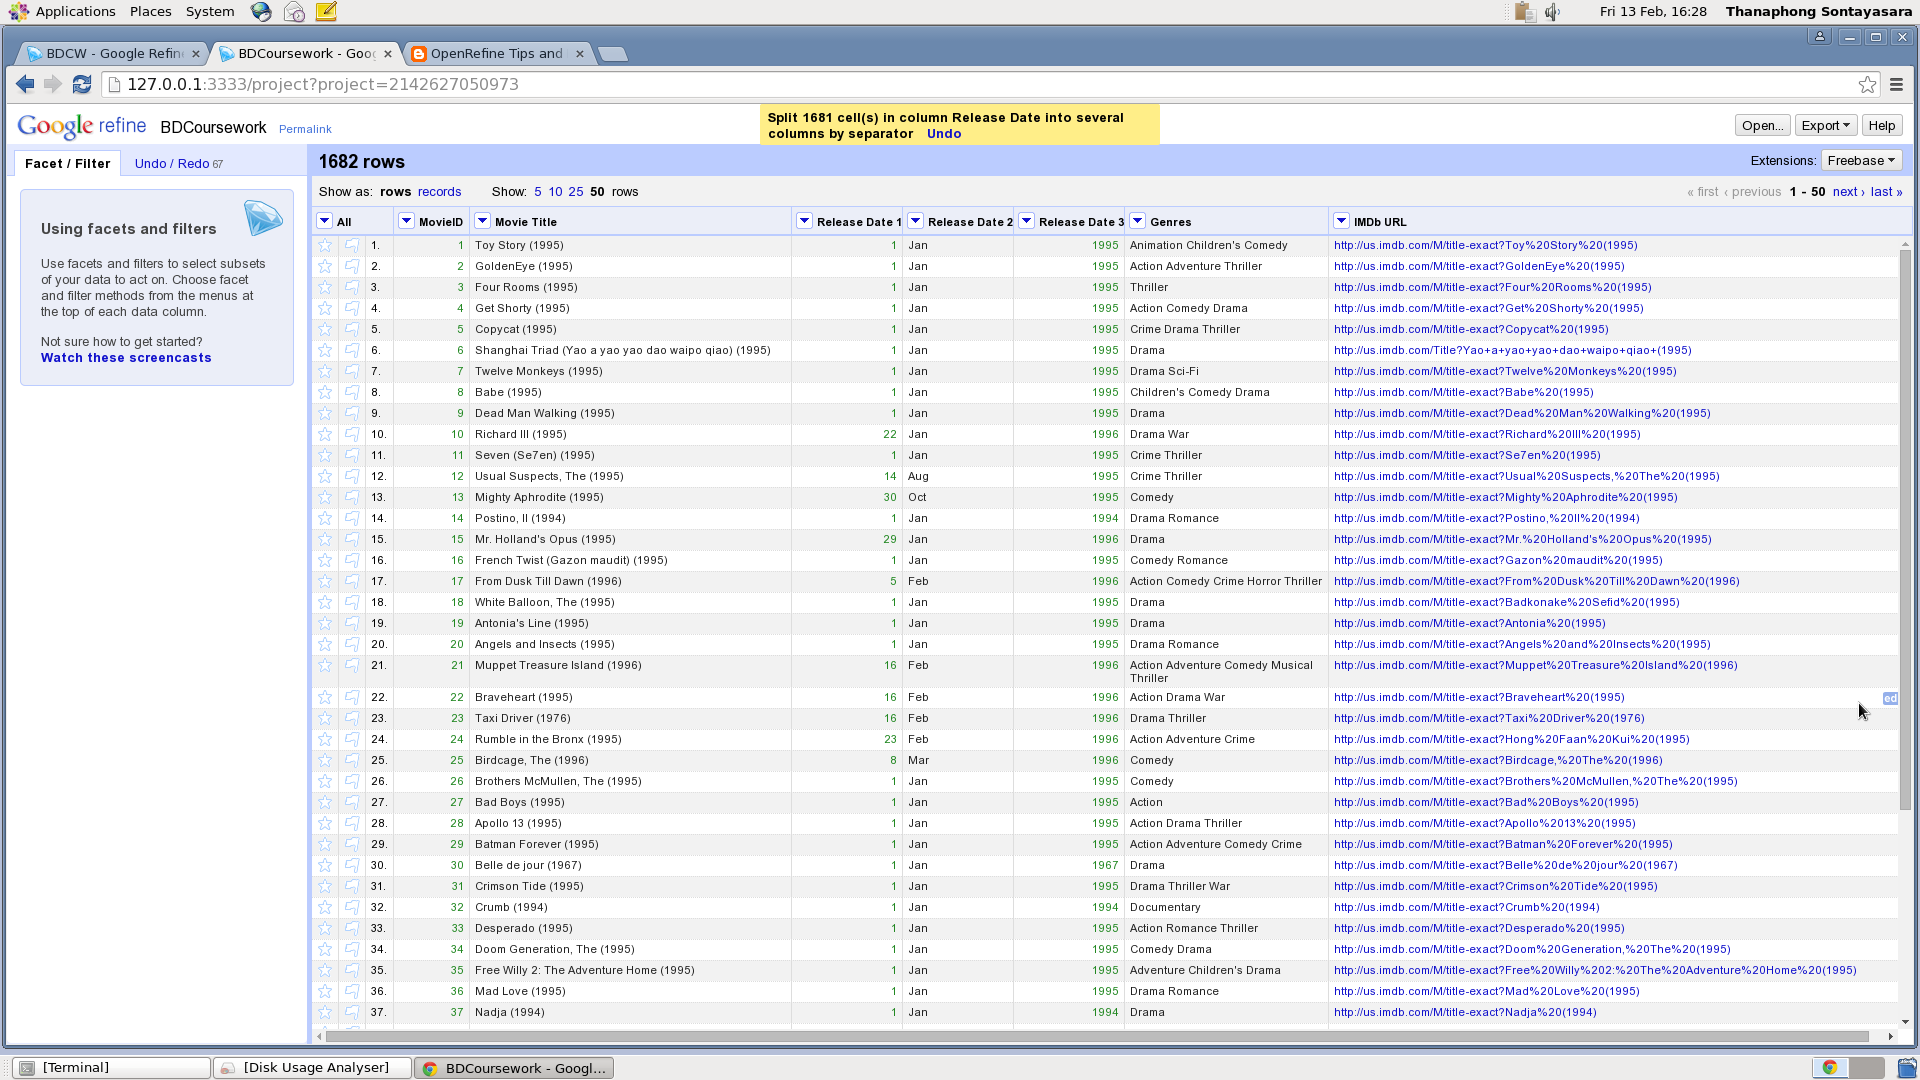 Applications Places System Fri 13 Feb, 16:28 Thanaphong Sontayasara
BDCW - Google Refin BDCoursework - Goog OpenRefine Tips and
127.0.0.1:3333/project?project=2142627050973
Google refine BDCoursework Permalink Open... Export Help
Split 1681 cell(s) in column Release Date into several
columns by separator Undo
Facet / Filter Undo / Redo 67 1682 rows Extensions: Freebase
Show as: rows records Show: 5 10 25 50 rows « first ‹ previous 1 - 50 next › last »
Using facets and filters
Use facets and filters to select subsets
of your data to act on. Choose facet
and filter methods from the menus at
the top of each data column.
Not sure how to get started?
Watch these screencasts
All MovieID Movie Title Release Date 1 Release Date 2 Release Date 3 Genres IMDb URL
1. 1 Toy Story (1995) 1 Jan 1995 Animation Children's Comedy http://us.imdb.com/M/title-exact?Toy%20Story%20(1995)
2. 2 GoldenEye (1995) 1 Jan 1995 Action Adventure Thriller http://us.imdb.com/M/title-exact?GoldenEye%20(1995)
3. 3 Four Rooms (1995) 1 Jan 1995 Thriller http://us.imdb.com/M/title-exact?Four%20Rooms%20(1995)
4. 4 Get Shorty (1995) 1 Jan 1995 Action Comedy Drama http://us.imdb.com/M/title-exact?Get%20Shorty%20(1995)
5. 5 Copycat (1995) 1 Jan 1995 Crime Drama Thriller http://us.imdb.com/M/title-exact?Copycat%20(1995)
6. 6 Shanghai Triad (Yao a yao yao dao waipo qiao) (1995) 1 Jan 1995 Drama http://us.imdb.com/Title?Yao+a+yao+yao+dao+waipo+qiao+(1995)
7. 7 Twelve Monkeys (1995) 1 Jan 1995 Drama Sci-Fi http://us.imdb.com/M/title-exact?Twelve%20Monkeys%20(1995)
8. 8 Babe (1995) 1 Jan 1995 Children's Comedy Drama http://us.imdb.com/M/title-exact?Babe%20(1995)
9. 9 Dead Man Walking (1995) 1 Jan 1995 Drama http://us.imdb.com/M/title-exact?Dead%20Man%20Walking%20(1995)
10. 10 Richard III (1995) 22 Jan 1996 Drama War http://us.imdb.com/M/title-exact?Richard%20III%20(1995)
11. 11 Seven (Se7en) (1995) 1 Jan 1995 Crime Thriller http://us.imdb.com/M/title-exact?Se7en%20(1995)
12. 12 Usual Suspects, The (1995) 14 Aug 1995 Crime Thriller http://us.imdb.com/M/title-exact?Usual%20Suspects,%20The%20(1995)
13. 13 Mighty Aphrodite (1995) 30 Oct 1995 Comedy http://us.imdb.com/M/title-exact?Mighty%20Aphrodite%20(1995)
14. 14 Postino, Il (1994) 1 Jan 1994 Drama Romance http://us.imdb.com/M/title-exact?Postino,%20Il%20(1994)
15. 15 Mr. Holland's Opus (1995) 29 Jan 1996 Drama http://us.imdb.com/M/title-exact?Mr.%20Holland's%20Opus%20(1995)
16. 16 French Twist (Gazon maudit) (1995) 1 Jan 1995 Comedy Romance http://us.imdb.com/M/title-exact?Gazon%20maudit%20(1995)
17. 17 From Dusk Till Dawn (1996) 5 Feb 1996 Action Comedy Crime Horror Thriller http://us.imdb.com/M/title-exact?From%20Dusk%20Till%20Dawn%20(1996)
18. 18 White Balloon, The (1995) 1 Jan 1995 Drama http://us.imdb.com/M/title-exact?Badkonake%20Sefid%20(1995)
19. 19 Antonia's Line (1995) 1 Jan 1995 Drama http://us.imdb.com/M/title-exact?Antonia%20(1995)
20. 20 Angels and Insects (1995) 1 Jan 1995 Drama Romance http://us.imdb.com/M/title-exact?Angels%20and%20Insects%20(1995)
21. 21 Muppet Treasure Island (1996) 16 Feb 1996 Action Adventure Comedy Musical http://us.imdb.com/M/title-exact?Muppet%20Treasure%20Island%20(1996)
Thriller
22. 22 Braveheart (1995) 16 Feb 1996 Action Drama War http://us.imdb.com/M/title-exact?Braveheart%20(1995) ed
23. 23 Taxi Driver (1976) 16 Feb 1996 Drama Thriller http://us.imdb.com/M/title-exact?Taxi%20Driver%20(1976)
24. 24 Rumble in the Bronx (1995) 23 Feb 1996 Action Adventure Crime http://us.imdb.com/M/title-exact?Hong%20Faan%20Kui%20(1995)
25. 25 Birdcage, The (1996) 8 Mar 1996 Comedy http://us.imdb.com/M/title-exact?Birdcage,%20The%20(1996)
26. 26 Brothers McMullen, The (1995) 1 Jan 1995 Comedy http://us.imdb.com/M/title-exact?Brothers%20McMullen,%20The%20(1995)
27. 27 Bad Boys (1995) 1 Jan 1995 Action http://us.imdb.com/M/title-exact?Bad%20Boys%20(1995)
28. 28 Apollo 13 (1995) 1 Jan 1995 Action Drama Thriller http://us.imdb.com/M/title-exact?Apollo%2013%20(1995)
29. 29 Batman Forever (1995) 1 Jan 1995 Action Adventure Comedy Crime http://us.imdb.com/M/title-exact?Batman%20Forever%20(1995)
30. 30 Belle de jour (1967) 1 Jan 1967 Drama http://us.imdb.com/M/title-exact?Belle%20de%20jour%20(1967)
31. 31 Crimson Tide (1995) 1 Jan 1995 Drama Thriller War http://us.imdb.com/M/title-exact?Crimson%20Tide%20(1995)
32. 32 Crumb (1994) 1 Jan 1994 Documentary http://us.imdb.com/M/title-exact?Crumb%20(1994)
33. 33 Desperado (1995) 1 Jan 1995 Action Romance Thriller http://us.imdb.com/M/title-exact?Desperado%20(1995)
34. 34 Doom Generation, The (1995) 1 Jan 1995 Comedy Drama http://us.imdb.com/M/title-exact?Doom%20Generation,%20The%20(1995)
35. 35 Free Willy 2: The Adventure Home (1995) 1 Jan 1995 Adventure Children's Drama http://us.imdb.com/M/title-exact?Free%20Willy%202:%20The%20Adventure%20Home%20(1995)
36. 36 Mad Love (1995) 1 Jan 1995 Drama Romance http://us.imdb.com/M/title-exact?Mad%20Love%20(1995)
37. 37 Nadja (1994) 1 Jan 1994 Drama http://us.imdb.com/M/title-exact?Nadja%20(1994)
[Terminal] [Disk Usage Analyser] BDCoursework - Googl...